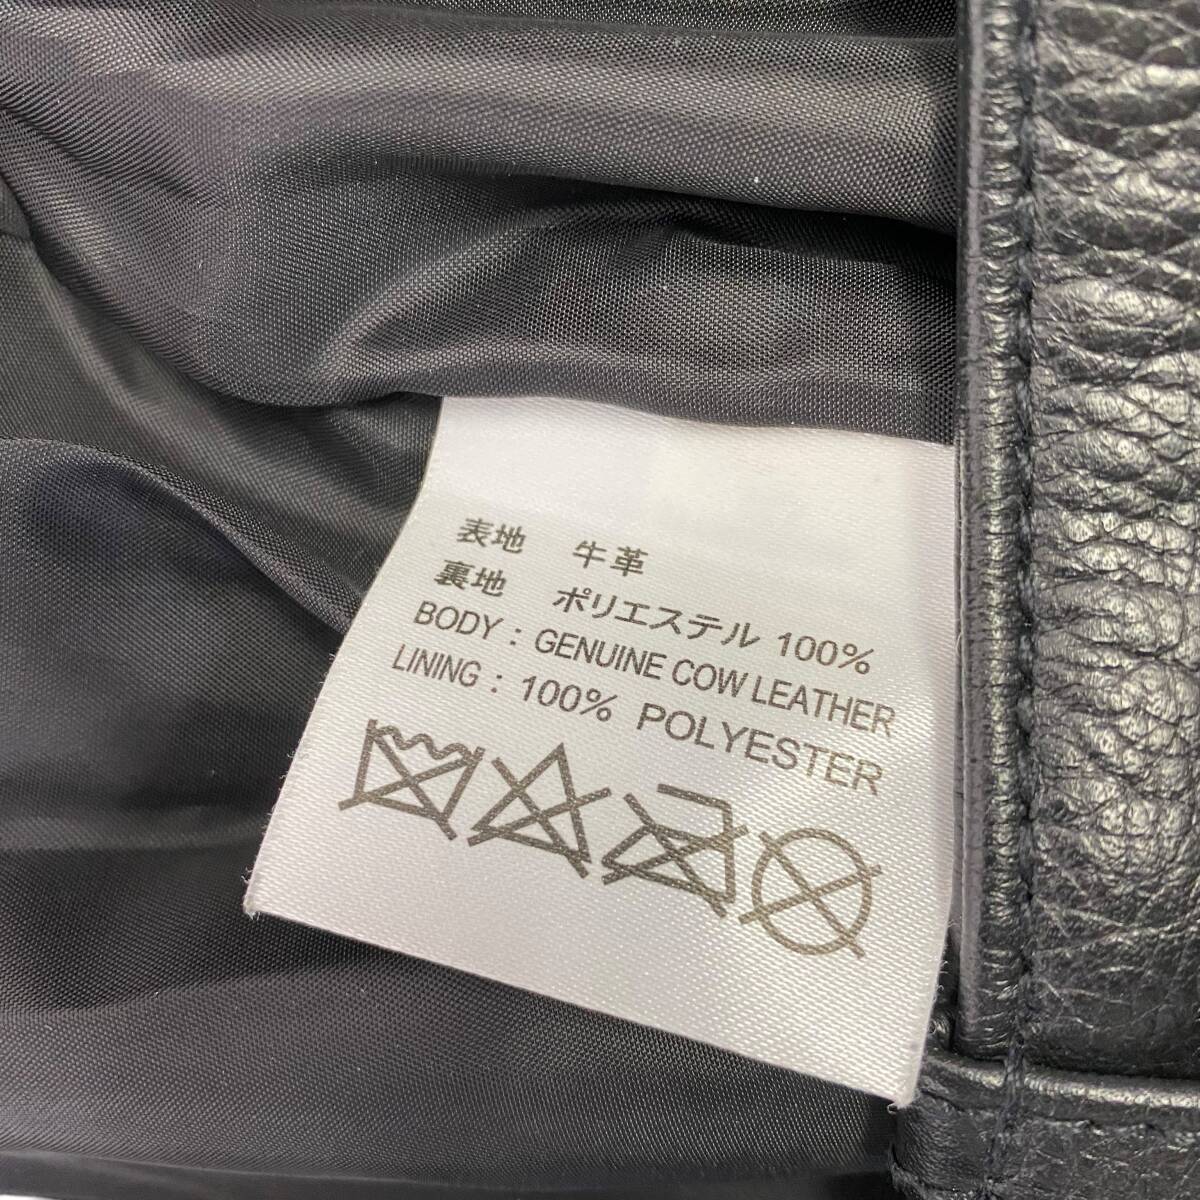 表地 牛革
裏地 ポリエステル 100%
BODY : GENUINE COW LEATHER
LINING : 100% POLYESTER